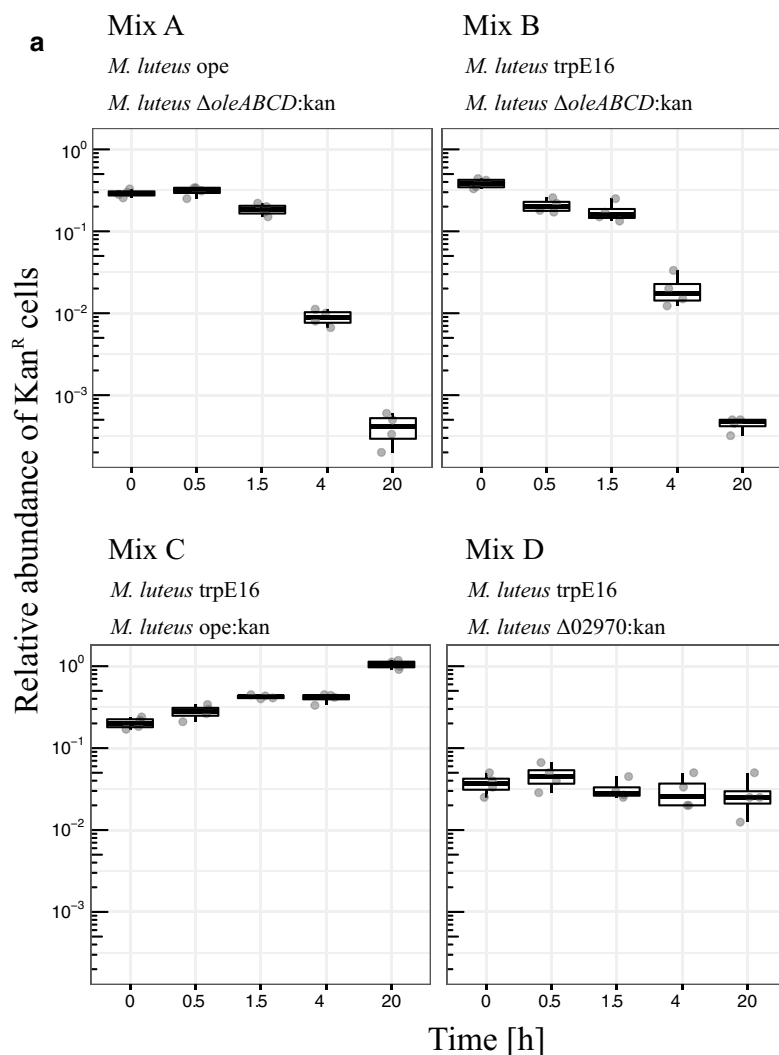 a
Mix A
M. luteus ope
M. luteus ΔoleABCD:kan
Mix B
M. luteus trpE16
M. luteus ΔoleABCD:kan
10⁰
10⁻¹
10⁻²
10⁻³
0 0.5 1.5 4 20
0 0.5 1.5 4 20
Mix C
M. luteus trpE16
M. luteus ope:kan
Mix D
M. luteus trpE16
M. luteus Δ02970:kan
10⁰
10⁻¹
10⁻²
10⁻³
0 0.5 1.5 4 20
0 0.5 1.5 4 20
Relative abundance of Kanᴿ cells
Time [h]